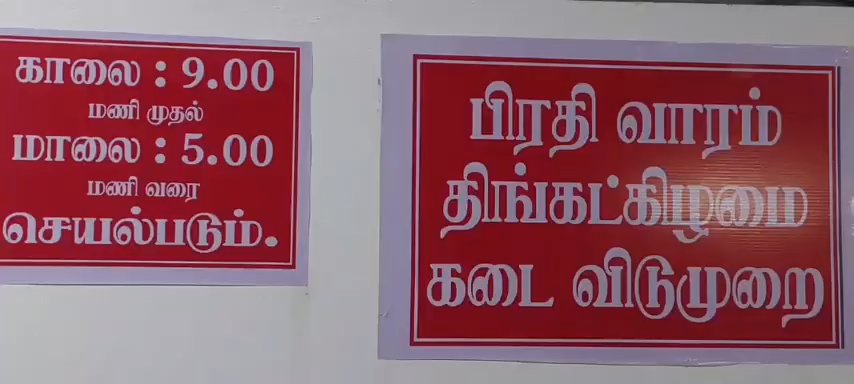 காலை : 9.00
மணி முதல்
மாலை : 5.00
மணி வரை
செயல்படும்.
பிரதி வாரம்
திங்கட்கிழமை
கடை விடுமுறை